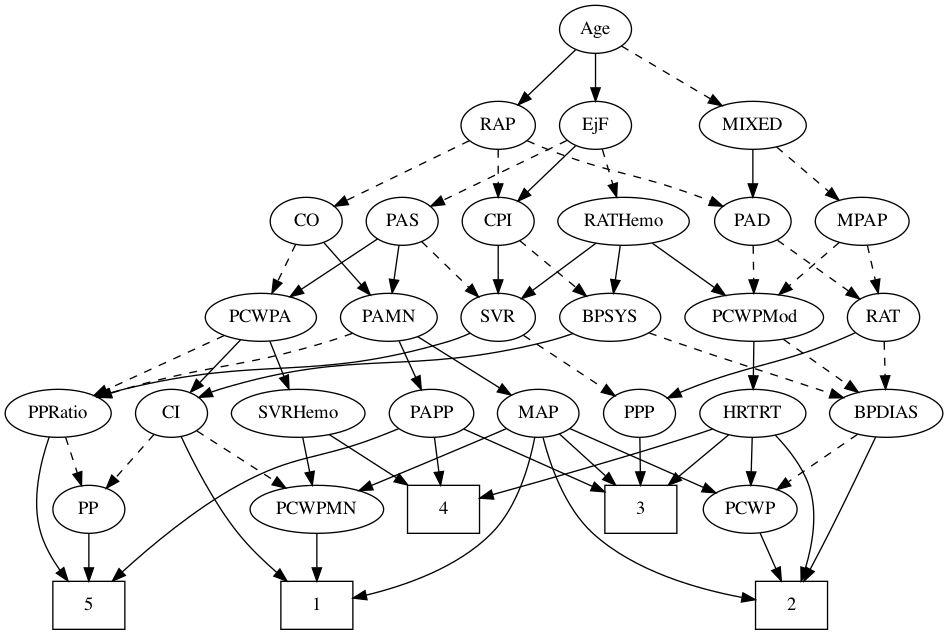 Age
RAP
EjF
MIXED
CO
PAS
CPI
RATHemo
PAD
MPAP
PCWPA
PAMN
SVR
BPSYS
PCWPMod
RAT
PPRatio
CI
SVRHemo
PAPP
MAP
PPP
HRTRT
BPDIAS
PP
PCWPMN
4
3
PCWP
5
1
2